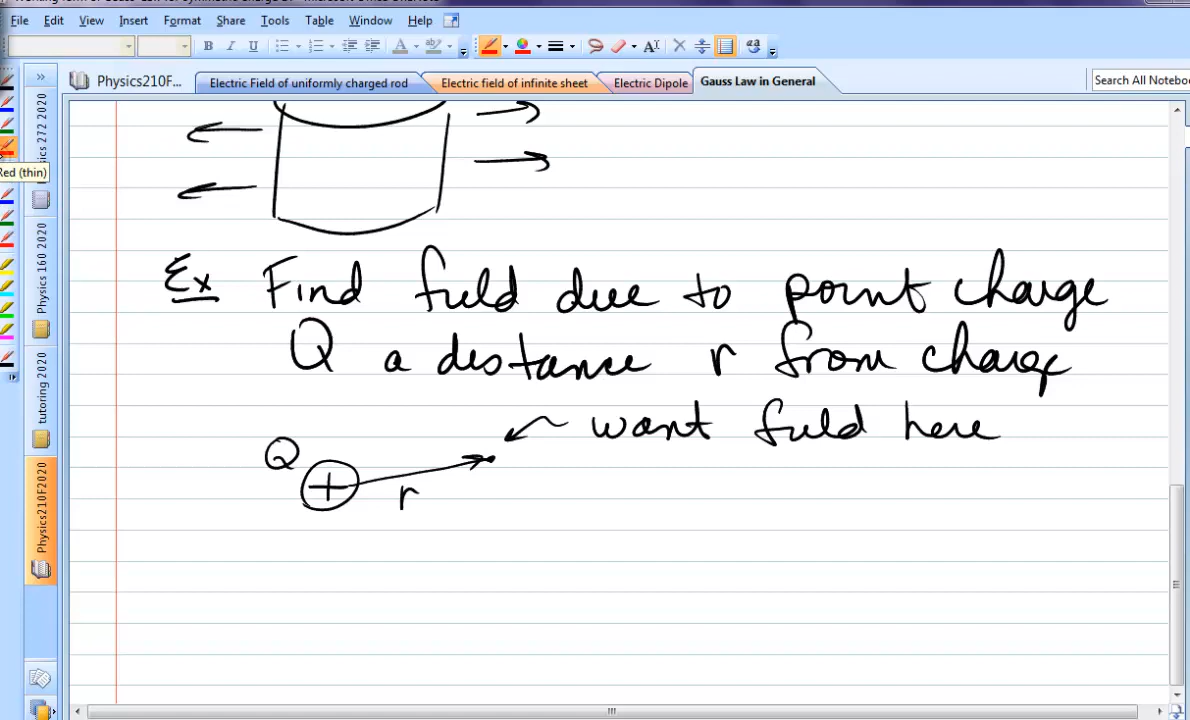 File Edit View Insert Format Share Tools Table Window Help
Physics210F... Electric Field of uniformly charged rod Electric field of infinite sheet Electric Dipole Gauss Law in General Search All Notebo
Red (thin)
Physics 272 2020
Physics 160 2020
tutoring 2020
Physics210F2020
Ex Find field due to point charge
Q a distance r from charge
want field here
Q
+
r